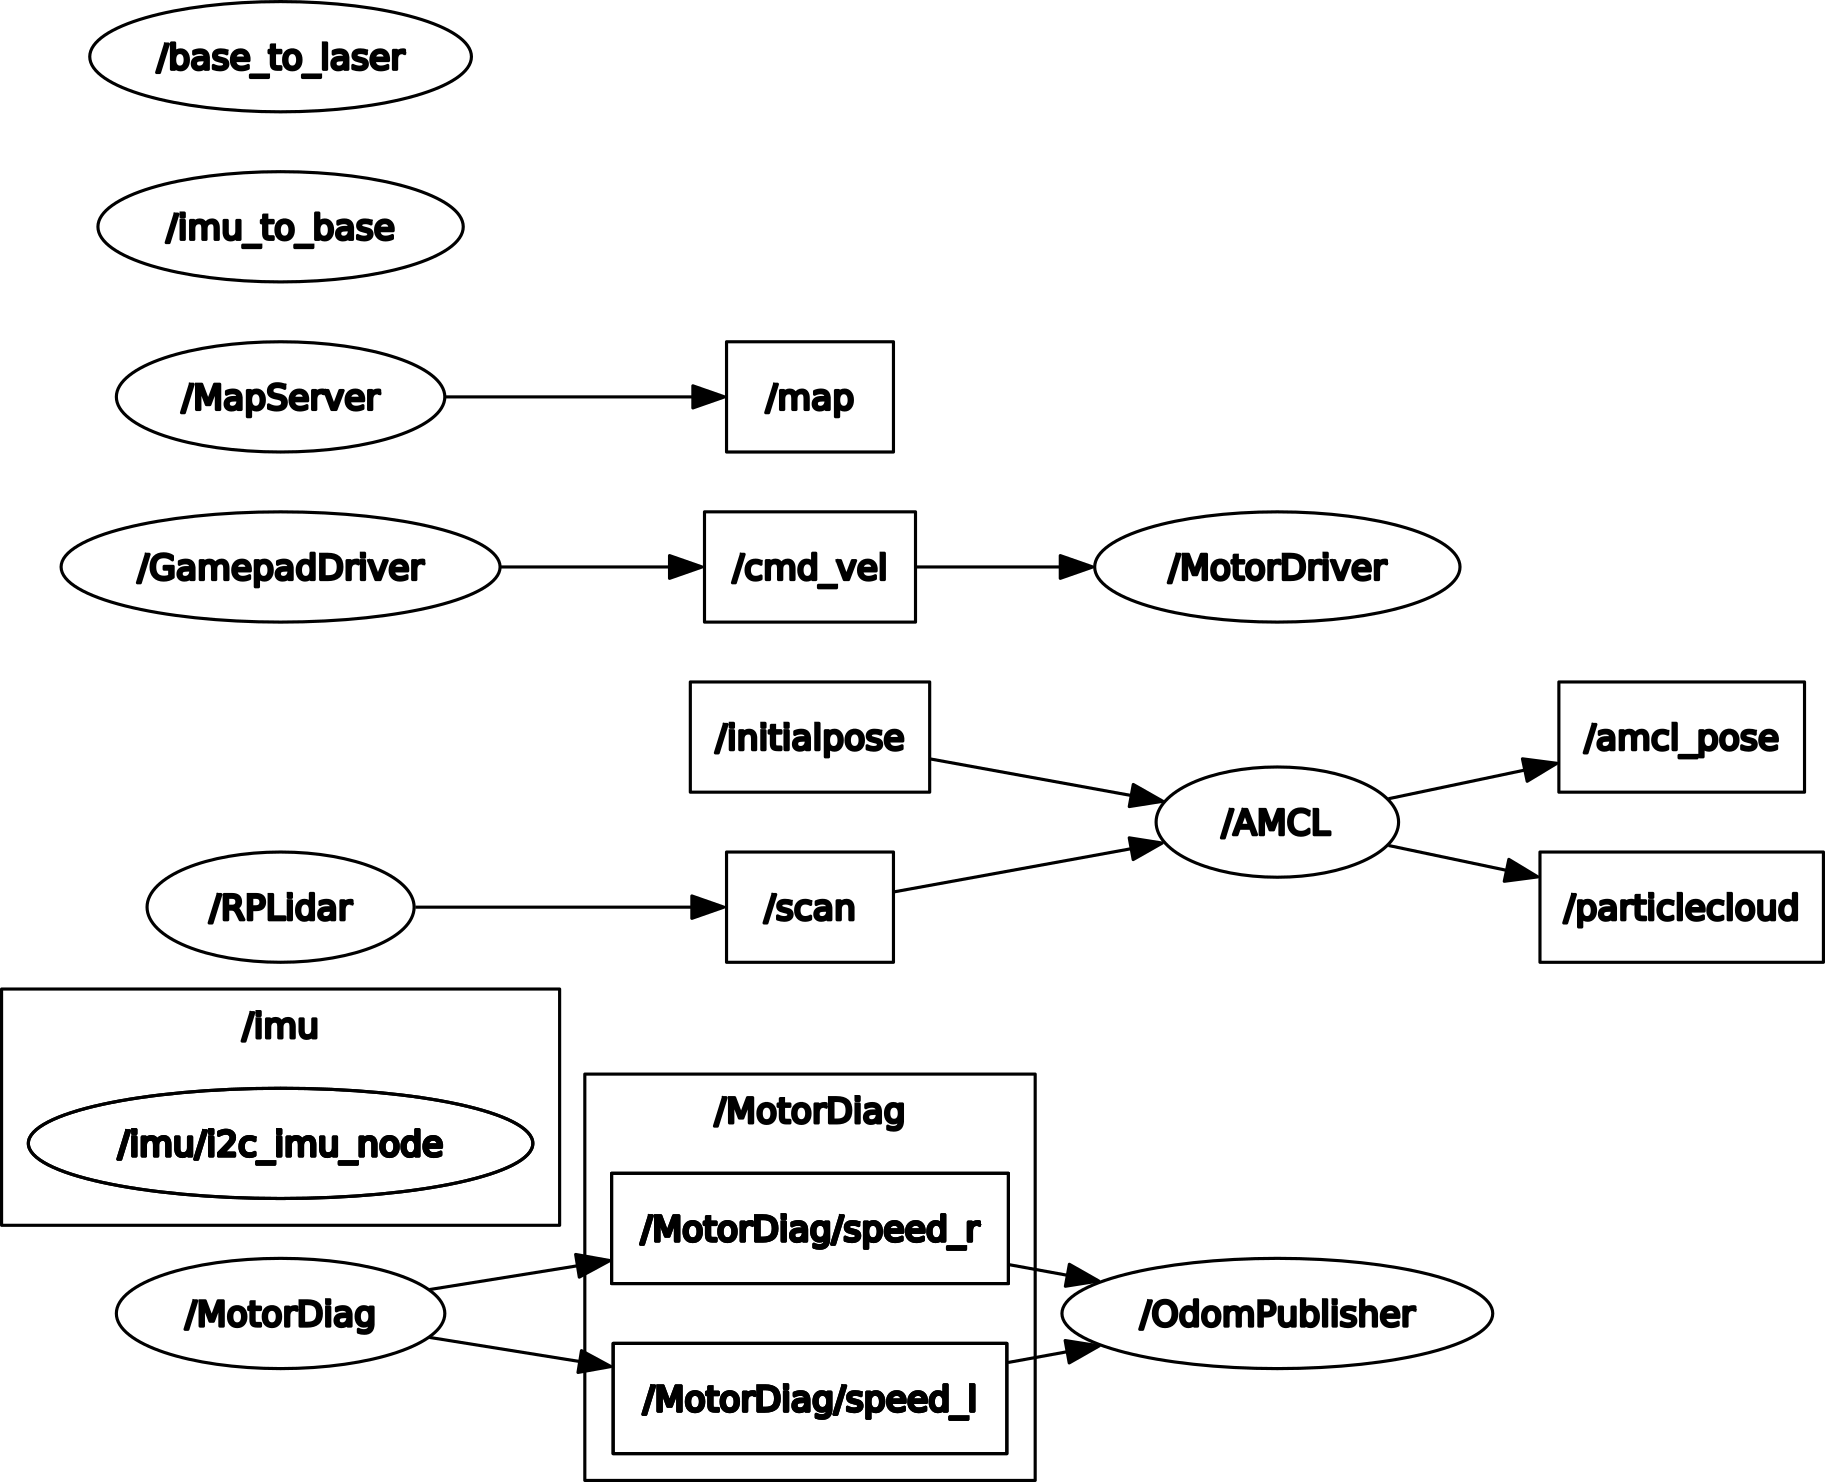 /base_to_laser
/imu_to_base
/MapServer
/map
/GamepadDriver
/cmd_vel
/MotorDriver
/initialpose
/amcl_pose
/AMCL
/RPLidar
/scan
/particlecloud
/imu
/imu/i2c_imu_node
/MotorDiag
/MotorDiag/speed_r
/MotorDiag
/OdomPublisher
/MotorDiag/speed_l